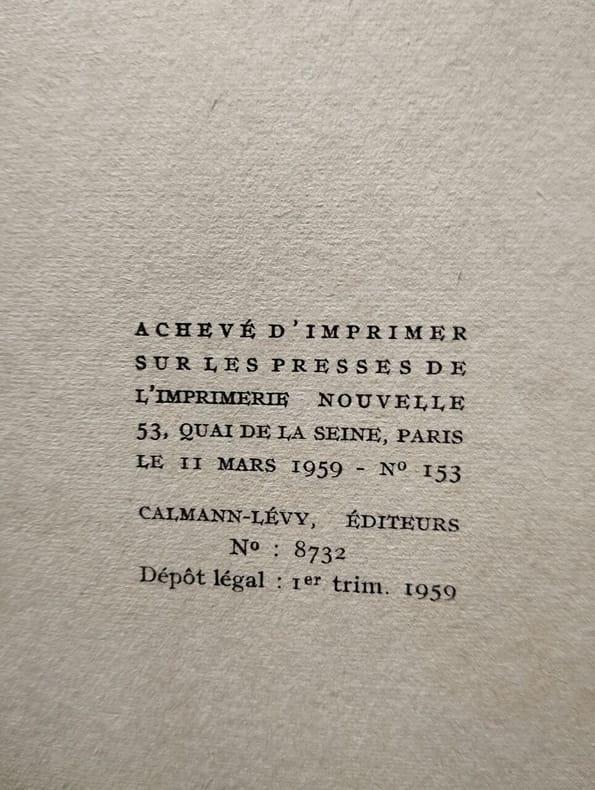 ACHEVÉ D'IMPRIMER
SUR LES PRESSES DE
L'IMPRIMERIE NOUVELLE
53, QUAI DE LA SEINE, PARIS
LE 11 MARS 1959 - Nº 153
CALMANN-LÉVY, ÉDITEURS
Nº : 8732
Dépôt légal : 1er trim. 1959